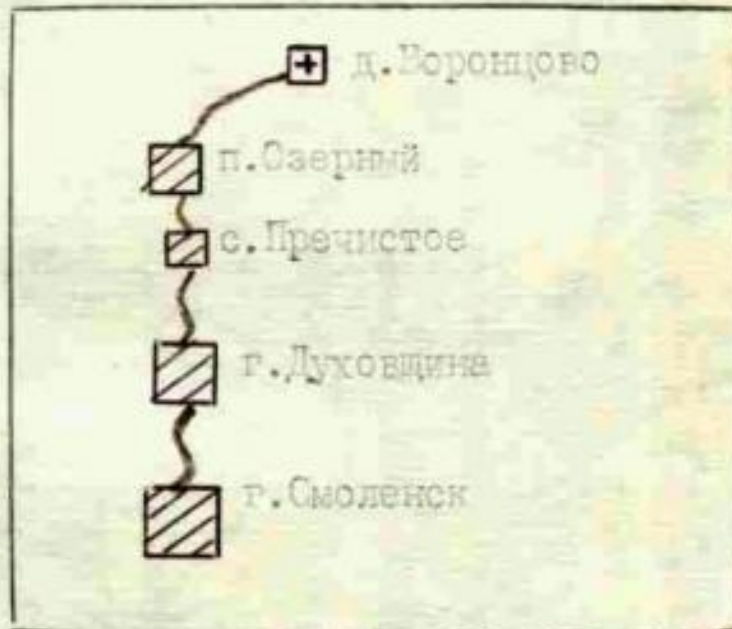 д.Воронцово
п.Озерный
с.Пречистое
г.Духовщина
г.Смоленск